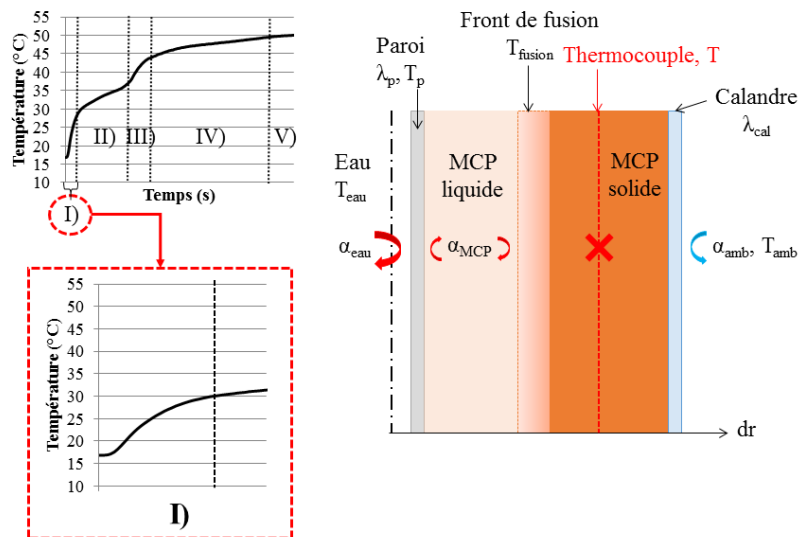 55
50
45
40
35
30
25
20
15
10
Température (°C)
II)
III)
IV)
V)
Temps (s)
I)
55
50
45
40
35
30
25
20
15
10
Température (°C)
I)
Front de fusion
Paroi
λp, Tp
Tfusion
Thermocouple, T
Calandre
λcal
Eau
Teau
MCP
liquide
MCP
solide
αeau
αMCP
αamb, Tamb
dr